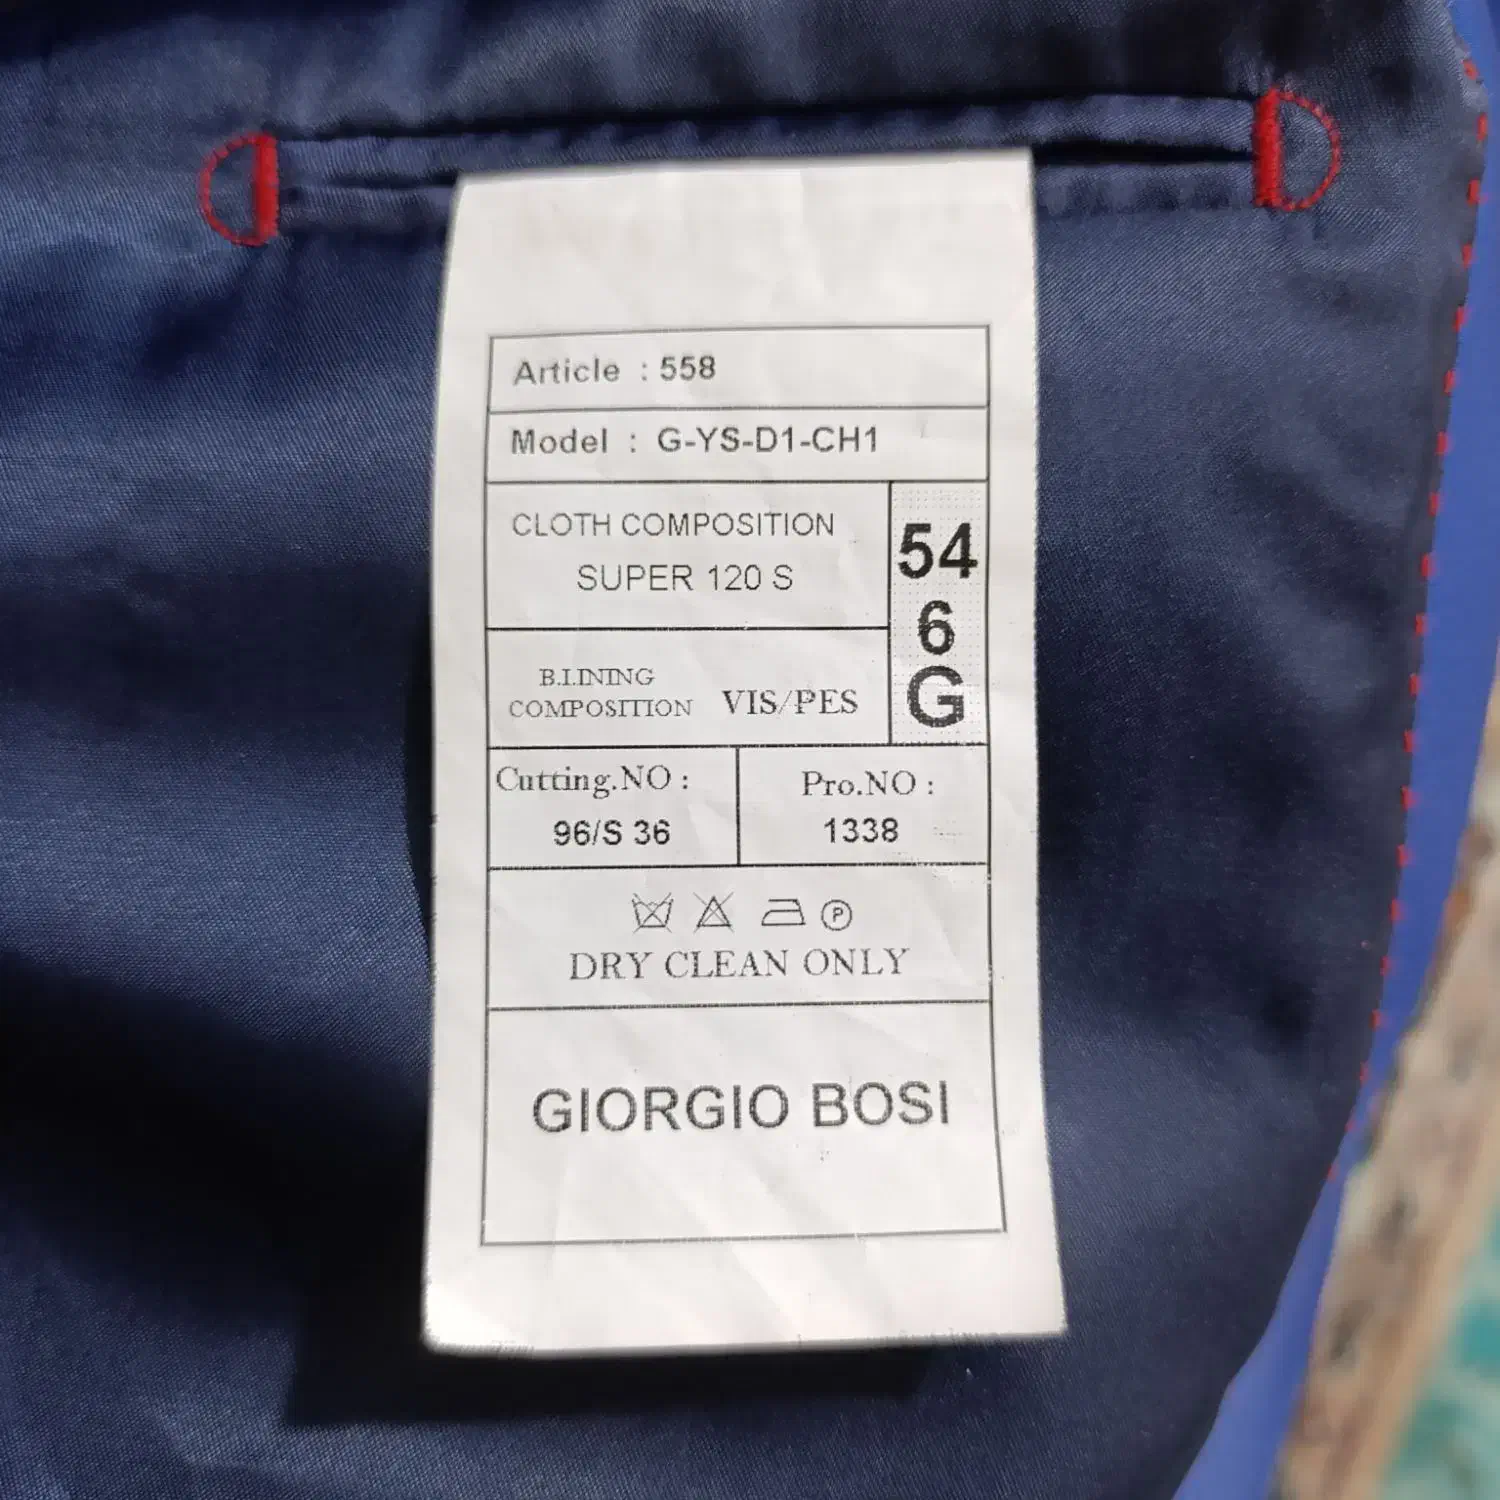 Article : 558
Model : G-YS-D1-CH1
CLOTH COMPOSITION
SUPER 120 S
54
6
G
B.LINING
COMPOSITION VIS/PES
Cutting.NO :
96/S 36
Pro.NO :
1338
P
DRY CLEAN ONLY
GIORGIO BOSI